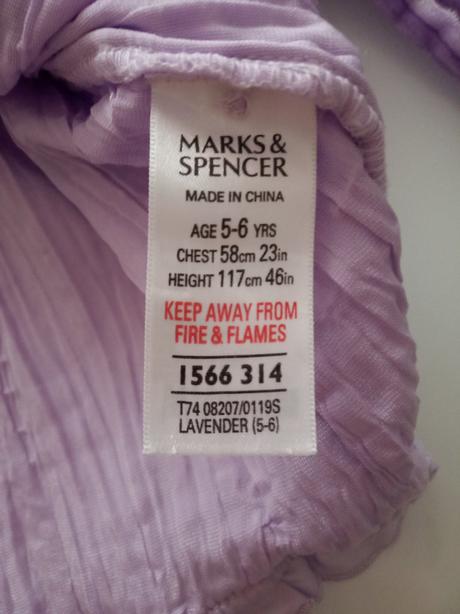 MARKS &
SPENCER
MADE IN CHINA
AGE 5-6 YRS
CHEST 58cm 23in
HEIGHT 117cm 46in
KEEP AWAY FROM
FIRE & FLAMES
1566 314
T74 08207/0119S
LAVENDER (5-6)